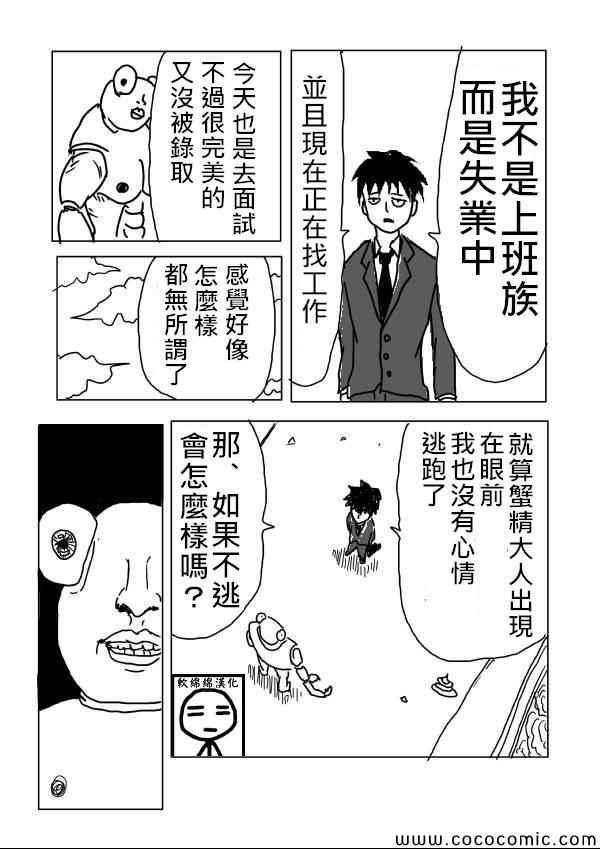 我不是上班族
而是失業中
並且現在正在找工作
今天也是去面試
不過很完美的
又沒被錄取
感覺好像
怎麼樣
都無所謂了
就算蟹精大人出現
在眼前
我也沒有心情
逃跑了
那、如果不逃
會怎麼樣嗎？
軟綿綿漢化
www.cococomic.com